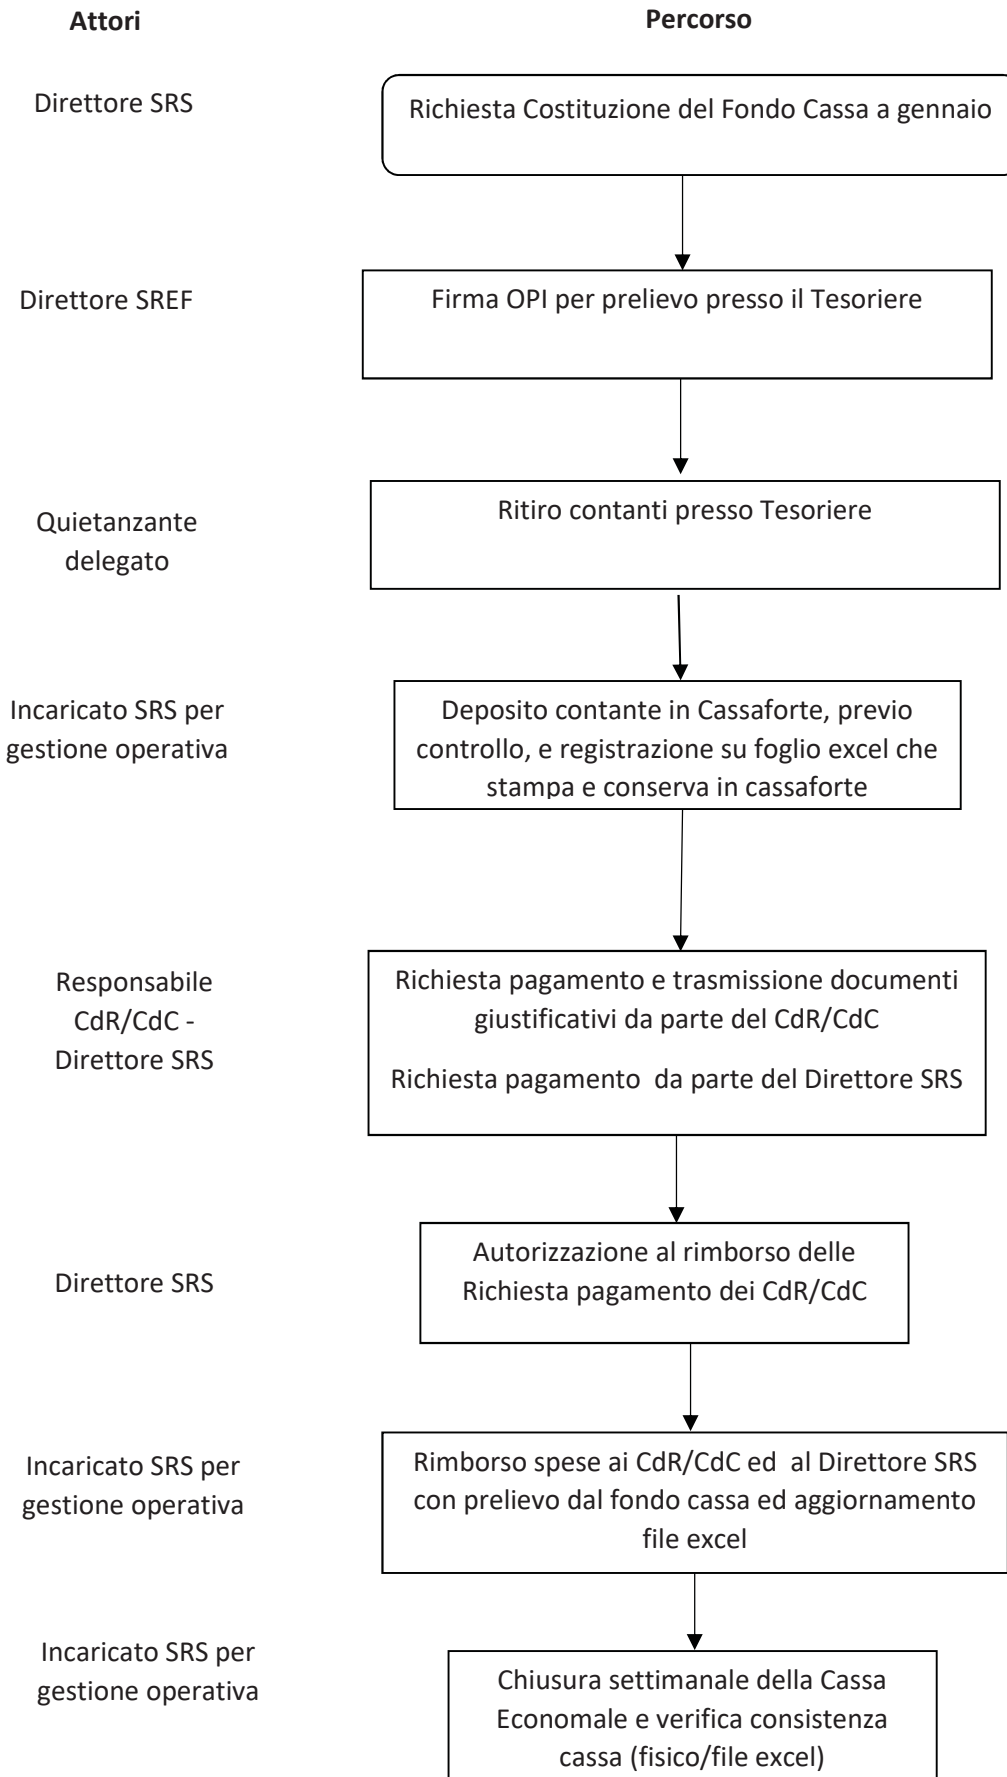 Attori
Percorso
Direttore SRS
Richiesta Costituzione del Fondo Cassa a gennaio
Direttore SREF
Firma OPI per prelievo presso il Tesoriere
Quietanzante
delegato
Ritiro contanti presso Tesoriere
Incaricato SRS per
gestione operativa
Deposito contante in Cassaforte, previo
controllo, e registrazione su foglio excel che
stampa e conserva in cassaforte
Responsabile
CdR/CdC -
Direttore SRS
Richiesta pagamento e trasmissione documenti
giustificativi da parte del CdR/CdC
Richiesta pagamento  da parte del Direttore SRS
Direttore SRS
Autorizzazione al rimborso delle
Richiesta pagamento dei CdR/CdC
Incaricato SRS per
gestione operativa
Rimborso spese ai CdR/CdC ed  al Direttore SRS
con prelievo dal fondo cassa ed aggiornamento
file excel
Incaricato SRS per
gestione operativa
Chiusura settimanale della Cassa
Economale e verifica consistenza
cassa (fisico/file excel)